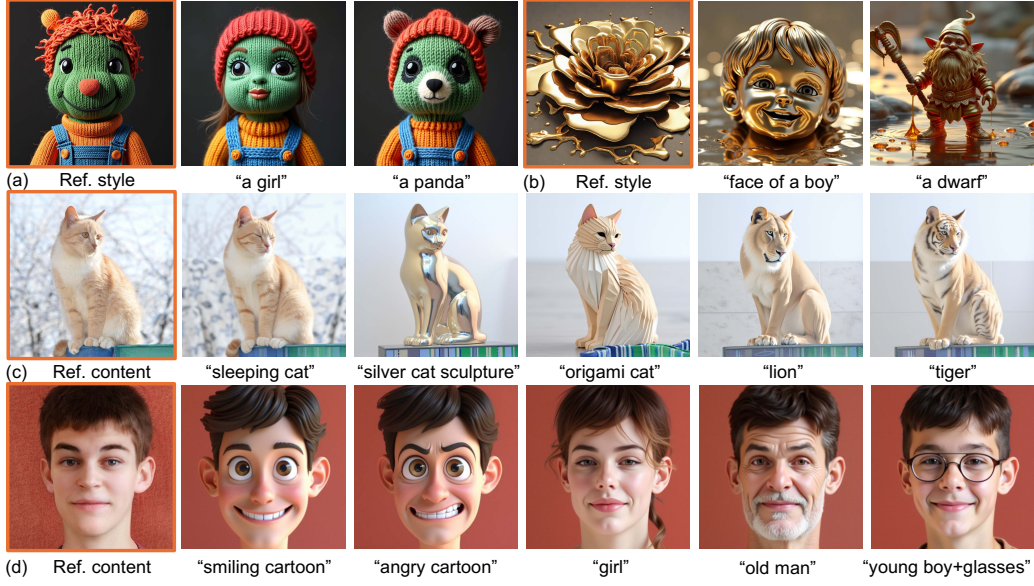 (a) Ref. style “a girl” “a panda” (b) Ref. style “face of a boy” “a dwarf”
(c) Ref. content “sleeping cat” “silver cat sculpture” “origami cat” “lion” “tiger”
(d) Ref. content “smiling cartoon” “angry cartoon” “girl” “old man” “young boy+glasses”